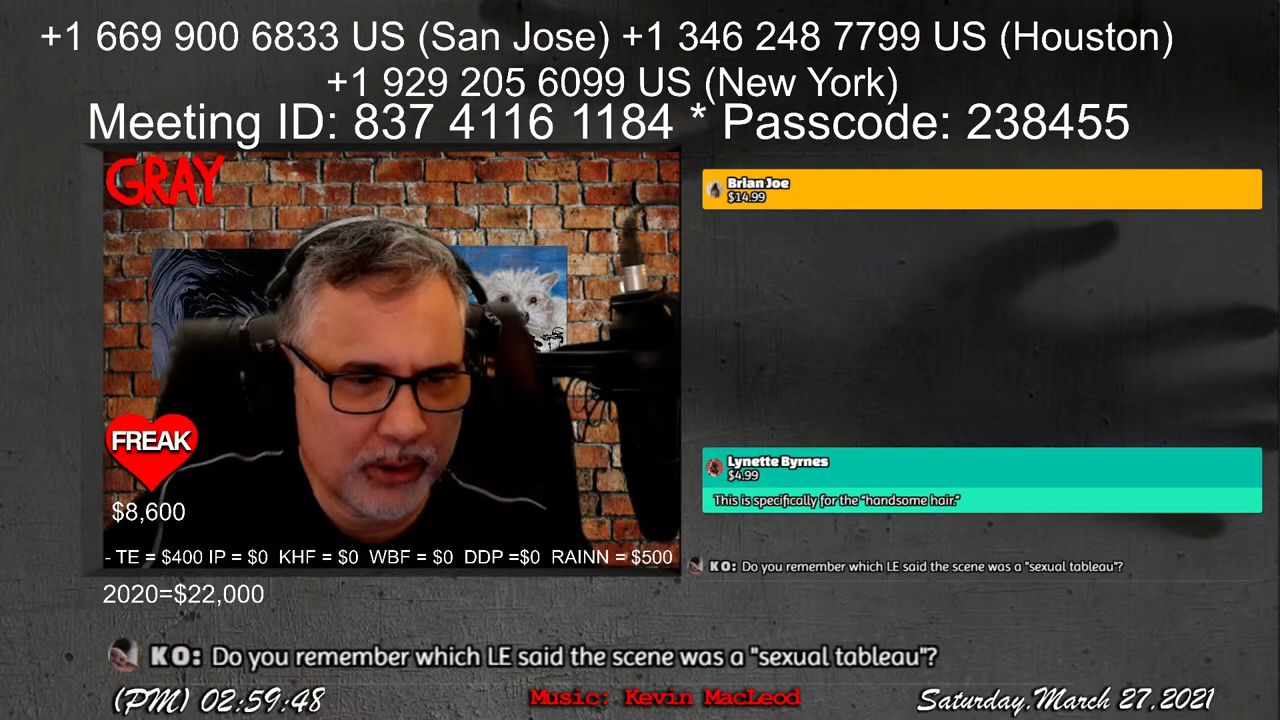 +1 669 900 6833 US (San Jose) +1 346 248 7799 US (Houston)
+1 929 205 6099 US (New York)
Meeting ID: 837 4116 1184 * Passcode: 238455
GRAY
Brian Joe
$14.99
FREAK
Lynette Byrnes
$4.99
This is specifically for the "handsome hair."
$8,600
- TE = $400 IP = $0 KHF = $0 WBF = $0 DDP =$0 RAINN = $500
KO: Do you remember which LE said the scene was a "sexual tableau"?
2020=$22,000
KO: Do you remember which LE said the scene was a "sexual tableau"?
(PM) 02:59:48
Music: Kevin MacLeod
Saturday,March 27,2021